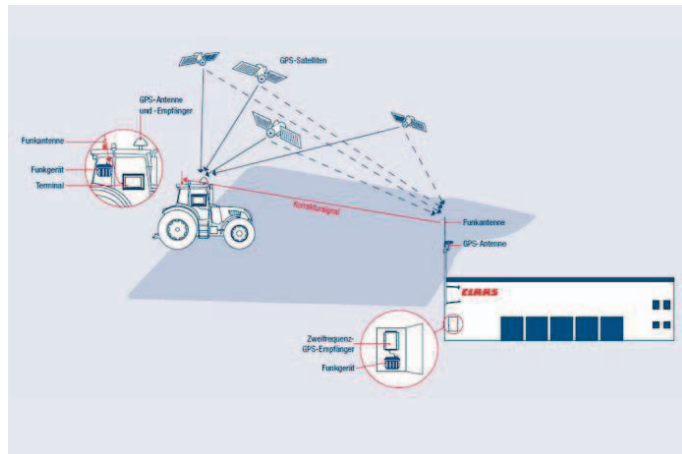 GPS-Satelliten
GPS-Antenne
und -Empfänger
Funkantenne
Funkgerät
Terminal
Korrektursignal
Funkantenne
GPS-Antenne
CLAAS
Zweifrequenz-
GPS-Empfänger
Funkgerät